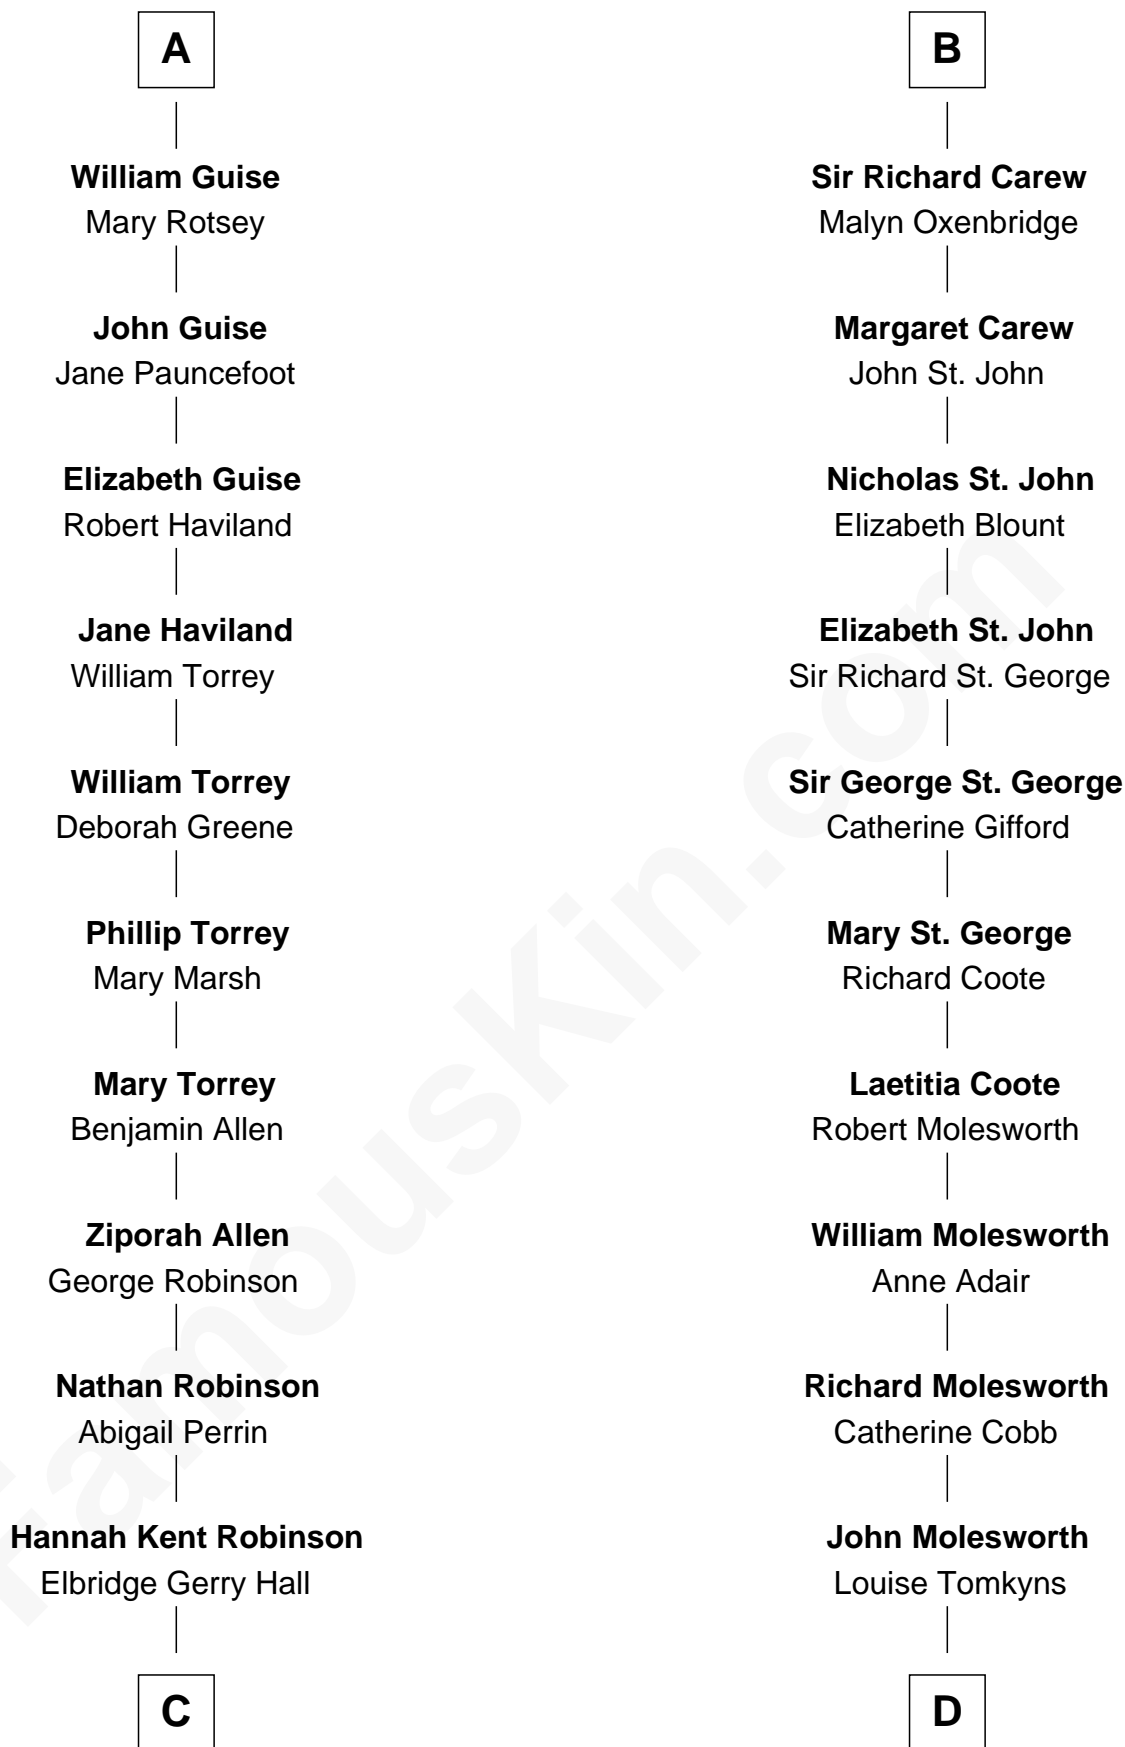 A
William Guise
Mary Rotsey
John Guise
Jane Pauncefoot
Elizabeth Guise
Robert Haviland
Jane Haviland
William Torrey
William Torrey
Deborah Greene
Phillip Torrey
Mary Marsh
Mary Torrey
Benjamin Allen
Ziporah Allen
George Robinson
Nathan Robinson
Abigail Perrin
Hannah Kent Robinson
Elbridge Gerry Hall
C
B
Sir Richard Carew
Malyn Oxenbridge
Margaret Carew
John St. John
Nicholas St. John
Elizabeth Blount
Elizabeth St. John
Sir Richard St. George
Sir George St. George
Catherine Gifford
Mary St. George
Richard Coote
Laetitia Coote
Robert Molesworth
William Molesworth
Anne Adair
Richard Molesworth
Catherine Cobb
John Molesworth
Louise Tomkyns
D
FamousKin.com